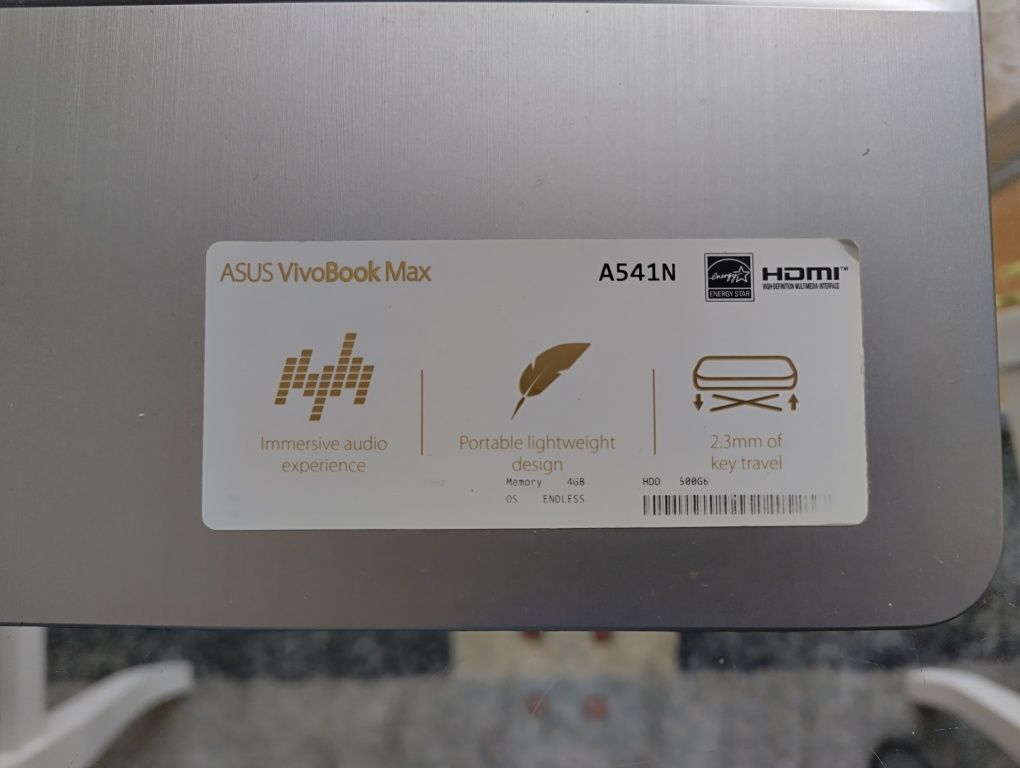 ASUS VivoBook Max
A541N
energy
ENERGY STAR
HDMI™
HIGH-DEFINITION MULTIMEDIA INTERFACE
Immersive audio
experience
Portable lightweight
design
2.3mm of
key travel
Memory 4GB
HDD 500GB
OS ENDLESS